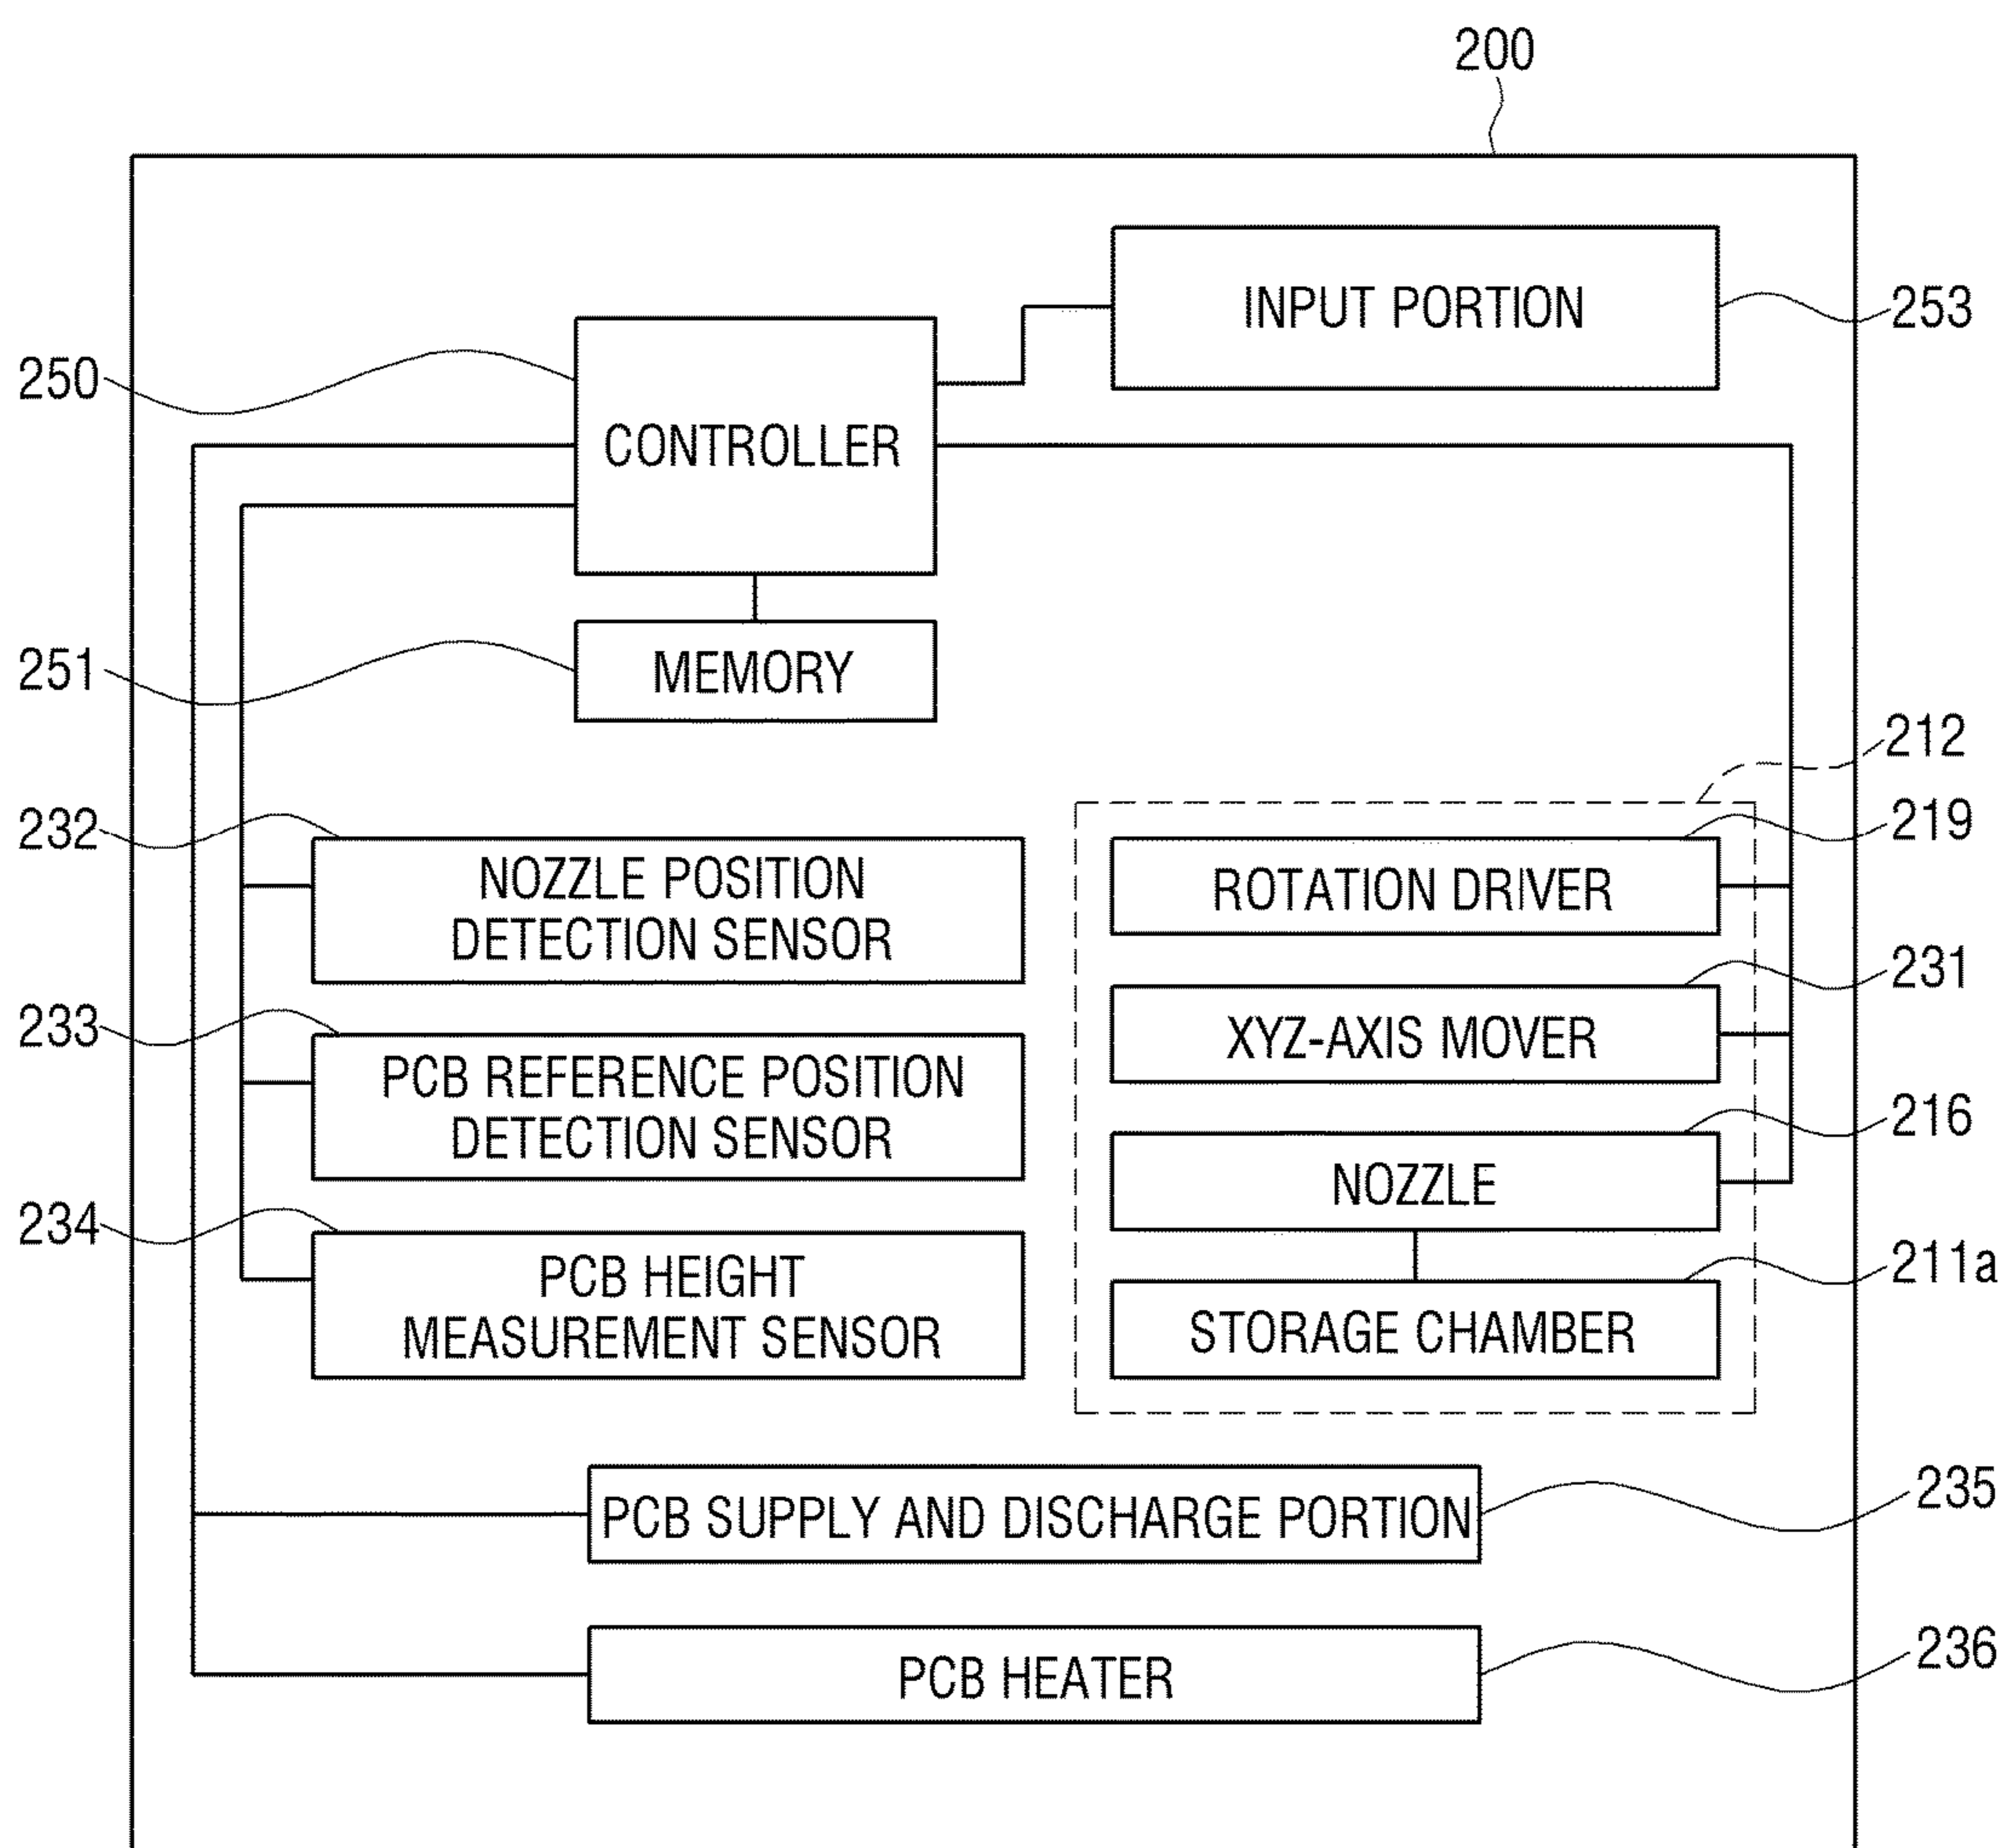 200
INPUT PORTION
253
250
CONTROLLER
251
MEMORY
212
232
NOZZLE POSITION
DETECTION SENSOR
219
ROTATION DRIVER
233
PCB REFERENCE POSITION
DETECTION SENSOR
231
XYZ-AXIS MOVER
216
NOZZLE
234
PCB HEIGHT
MEASUREMENT SENSOR
211a
STORAGE CHAMBER
PCB SUPPLY AND DISCHARGE PORTION
235
PCB HEATER
236